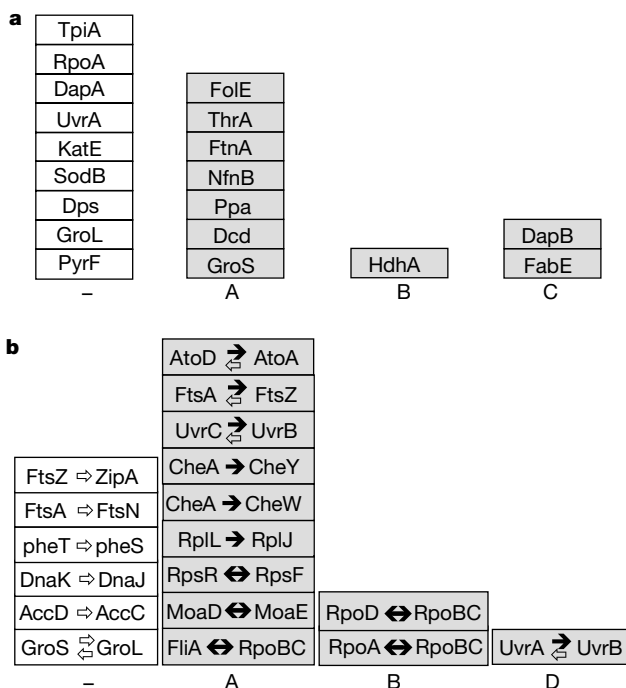 a
TpiA
RpoA
DapA FolE
UvrA ThrA
KatE FtnA
SodB NfnB
Dps Ppa
GroL Dcd DapB
PyrF GroS HdhA FabE
– A B C
b
AtoD ⇄ AtoA
FtsA ⇄ FtsZ
UvrC ⇄ UvrB
FtsZ ⇨ ZipA CheA → CheY
FtsA ⇨ FtsN CheA → CheW
pheT ⇨ pheS RplL → RplJ
DnaK ⇨ DnaJ RpsR ↔ RpsF
AccD ⇨ AccC MoaD ↔ MoaE RpoD ↔ RpoBC
GroS ⇄ GroL FliA ↔ RpoBC RpoA ↔ RpoBC UvrA ⇄ UvrB
– A B D